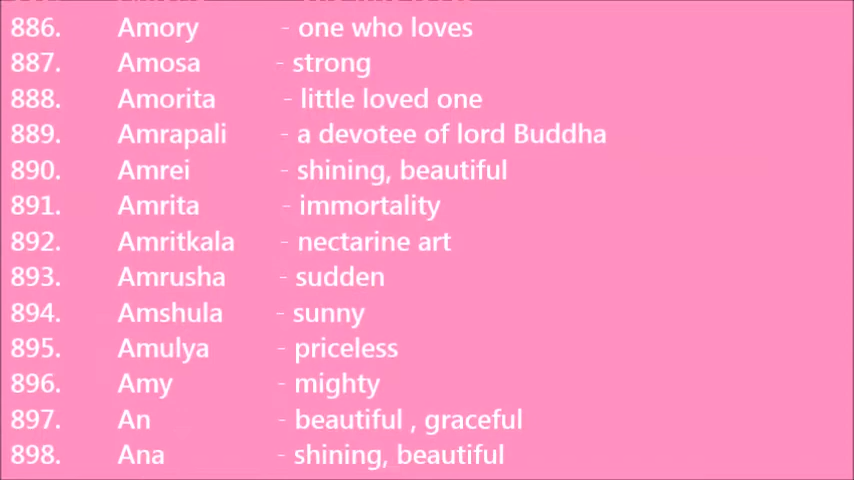 886. Amory - one who loves
887. Amosa - strong
888. Amorita - little loved one
889. Amrapali - a devotee of lord Buddha
890. Amrei - shining, beautiful
891. Amrita - immortality
892. Amritkala - nectarine art
893. Amrusha - sudden
894. Amshula - sunny
895. Amulya - priceless
896. Amy - mighty
897. An - beautiful , graceful
898. Ana - shining, beautiful